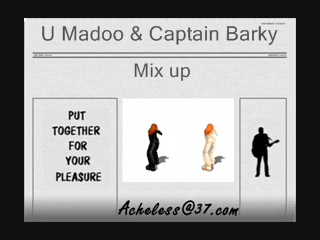 U Madoo & Captain Barky
Mix up
PUT
TOGETHER
FOR
YOUR
PLEASURE
Acheless@37.com